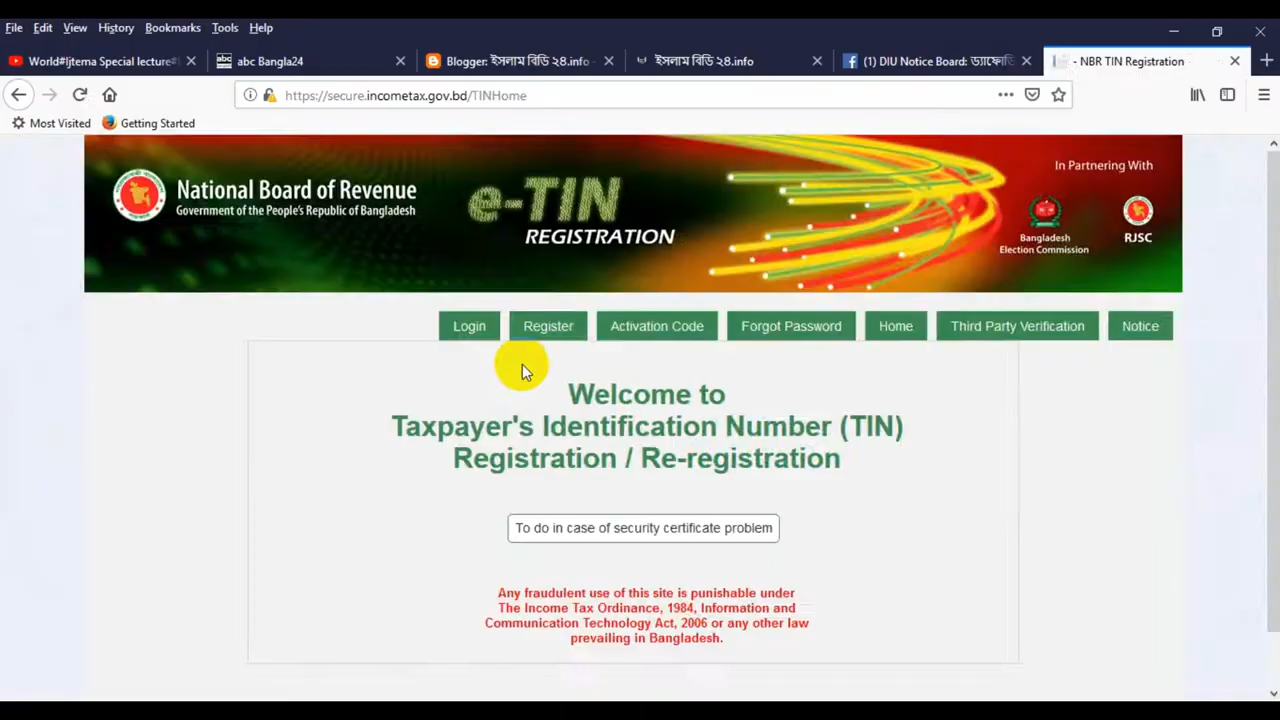 File Edit View History Bookmarks Tools Help
World#Ijtema Special lecture#
abc Bangla24
Blogger: ইসলাম বিডি ২৪.info -
ইসলাম বিডি ২৪.info
(1) DIU Notice Board: ড্যাফোডি
- NBR TIN Registration
https://secure.incometax.gov.bd/TINHome
Most Visited Getting Started
National Board of Revenue
Government of the People's Republic of Bangladesh
e-TIN
REGISTRATION
In Partnering With
Bangladesh
Election Commission
RJSC
Login Register Activation Code Forgot Password Home Third Party Verification Notice
Welcome to
Taxpayer's Identification Number (TIN)
Registration / Re-registration
To do in case of security certificate problem
Any fraudulent use of this site is punishable under
The Income Tax Ordinance, 1984, Information and
Communication Technology Act, 2006 or any other law
prevailing in Bangladesh.